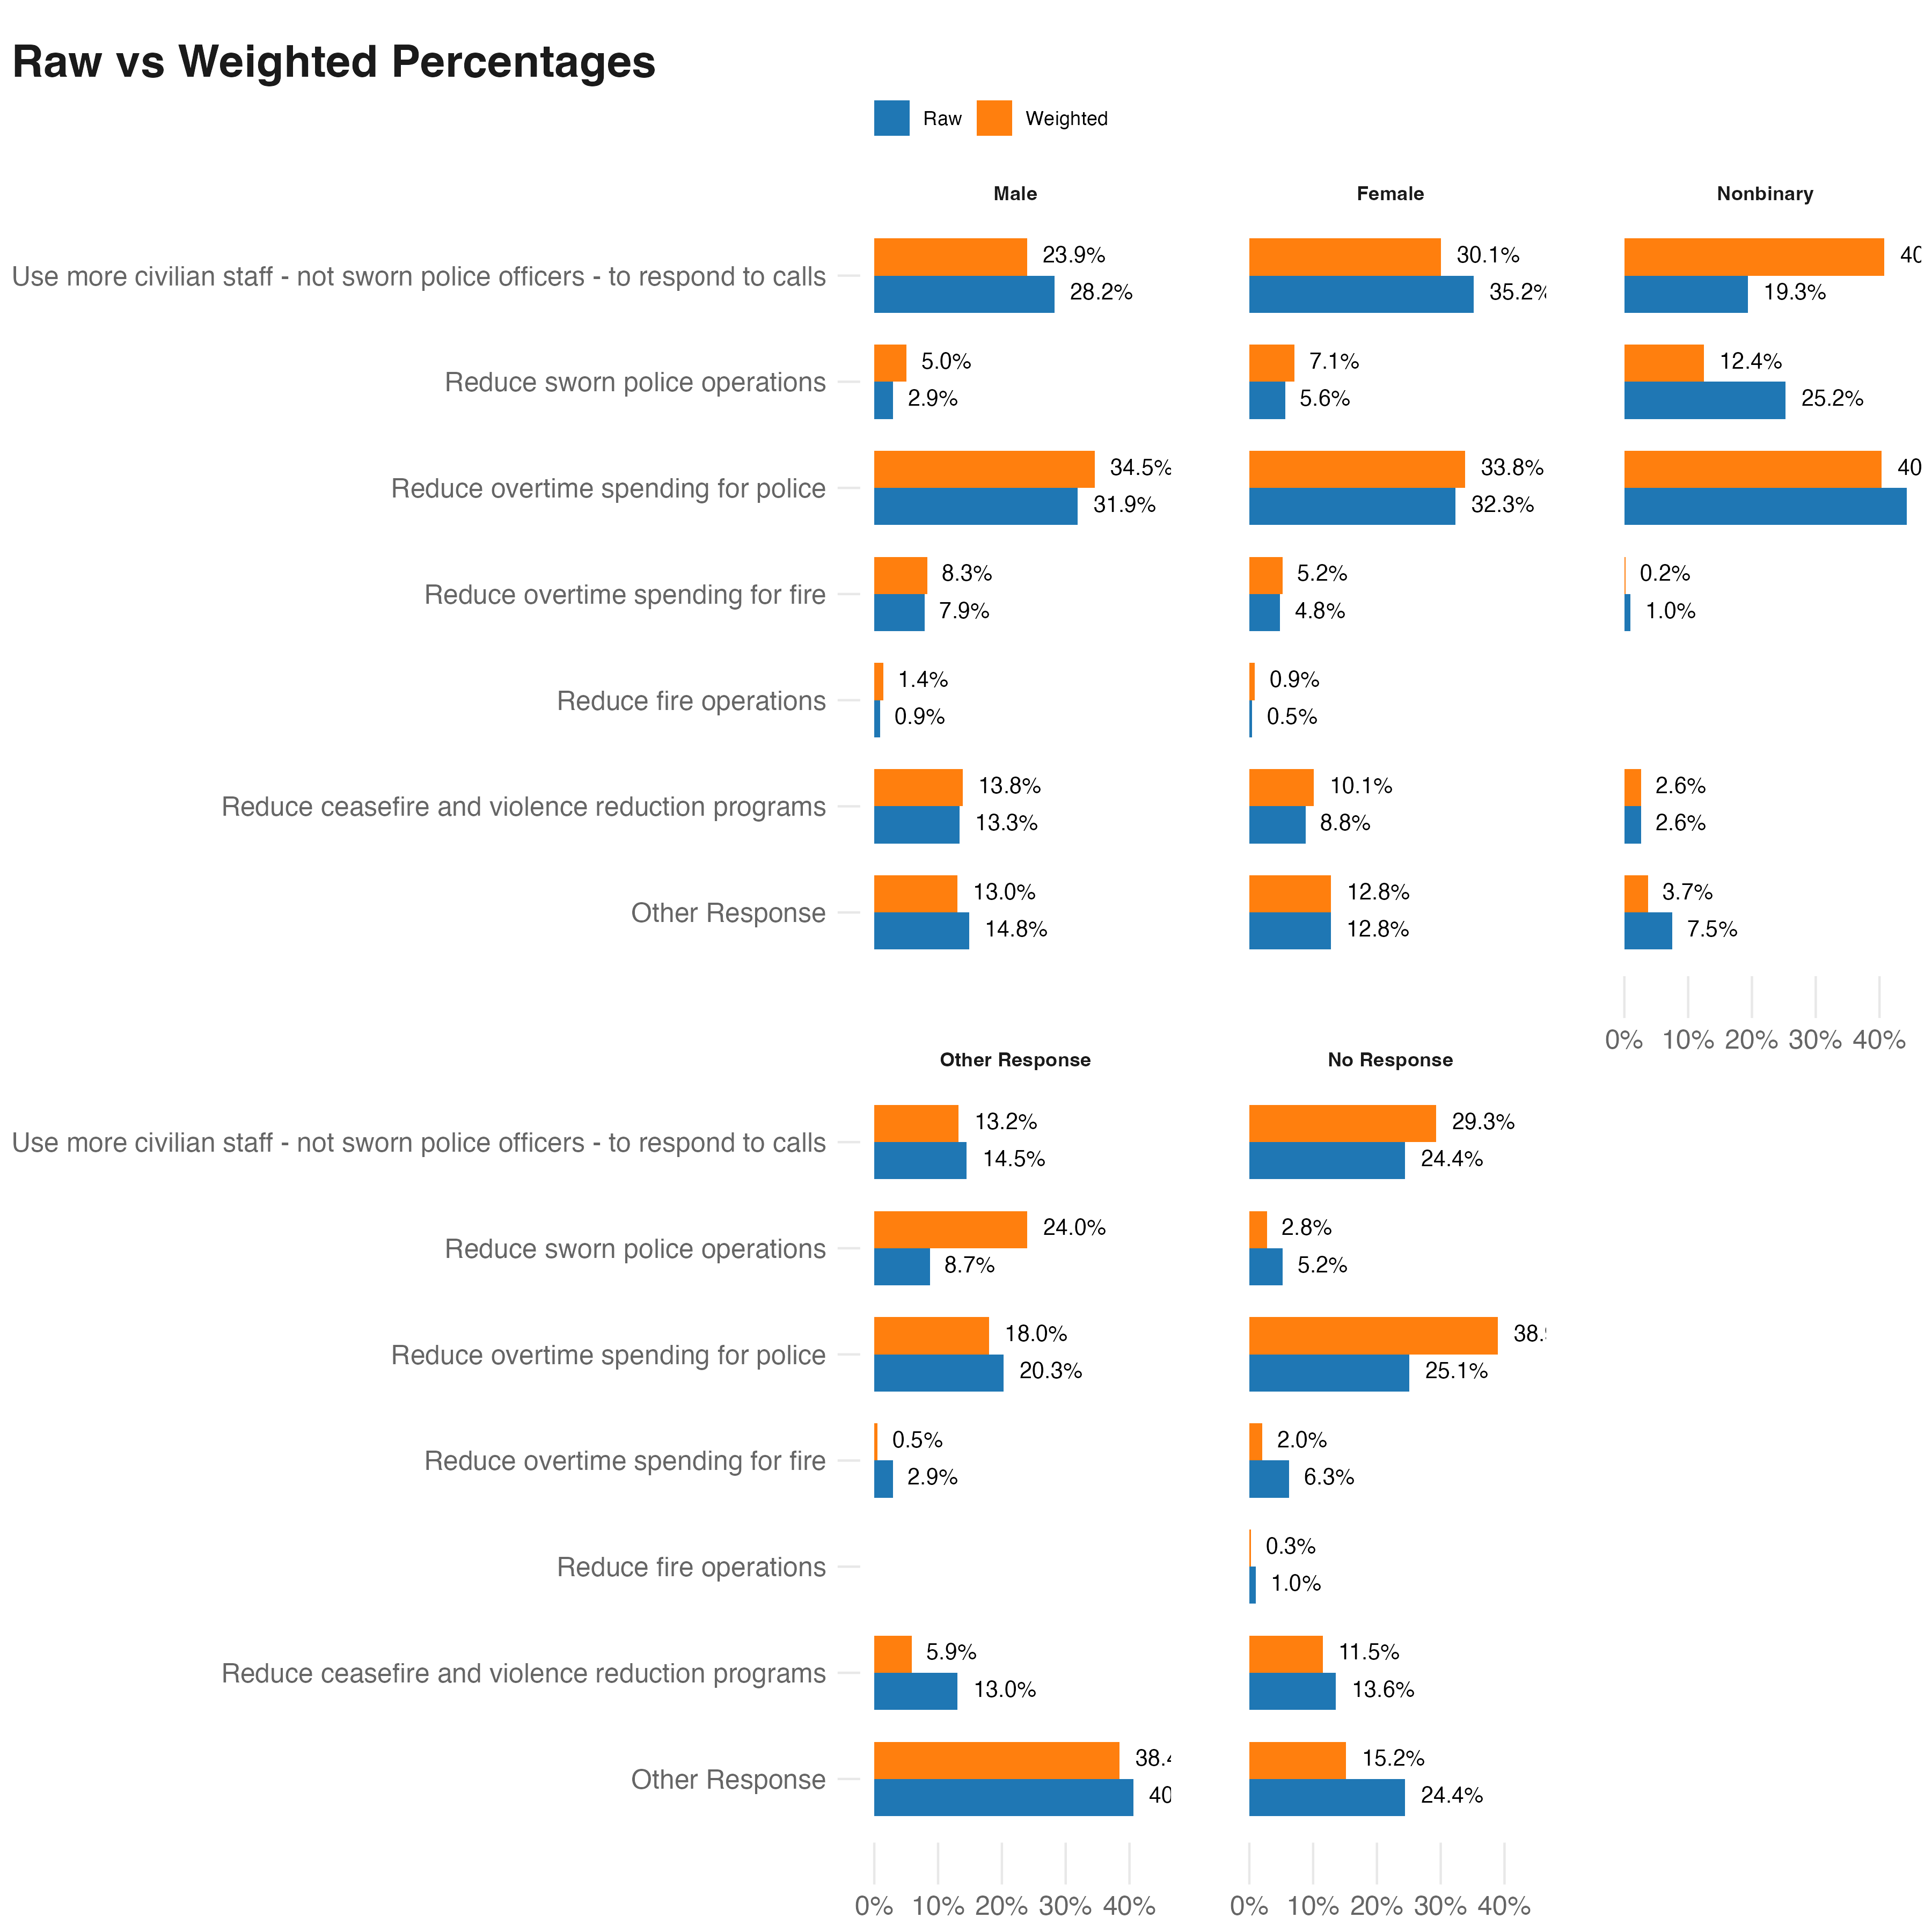 Raw vs Weighted Percentages
Raw Weighted
Male Female Nonbinary
Use more civilian staff - not sworn police officers - to respond to calls
23.9% 30.1% 40
28.2% 35.2% 19.3%
Reduce sworn police operations
5.0% 7.1% 12.4%
2.9% 5.6% 25.2%
Reduce overtime spending for police
34.5% 33.8% 40
31.9% 32.3%
Reduce overtime spending for fire
8.3% 5.2% 0.2%
7.9% 4.8% 1.0%
Reduce fire operations
1.4% 0.9%
0.9% 0.5%
Reduce ceasefire and violence reduction programs
13.8% 10.1% 2.6%
13.3% 8.8% 2.6%
Other Response
13.0% 12.8% 3.7%
14.8% 12.8% 7.5%
0% 10% 20% 30% 40%
Other Response No Response
Use more civilian staff - not sworn police officers - to respond to calls
13.2% 29.3%
14.5% 24.4%
Reduce sworn police operations
24.0% 2.8%
8.7% 5.2%
Reduce overtime spending for police
18.0% 38.
20.3% 25.1%
Reduce overtime spending for fire
0.5% 2.0%
2.9% 6.3%
Reduce fire operations
0.3%
1.0%
Reduce ceasefire and violence reduction programs
5.9% 11.5%
13.0% 13.6%
Other Response
38.4 15.2%
40 24.4%
0% 10% 20% 30% 40% 0% 10% 20% 30% 40%